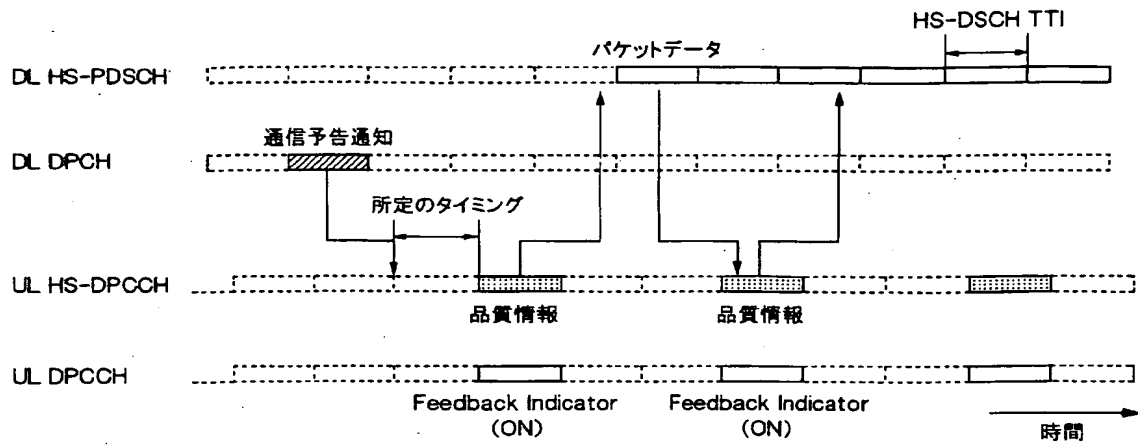 HS-DSCH TTI
パケットデータ
DL HS-PDSCH
通信予告通知
DL DPCH
所定のタイミング
UL HS-DPCCH
品質情報
品質情報
UL DPCCH
Feedback Indicator
(ON)
Feedback Indicator
(ON)
時間